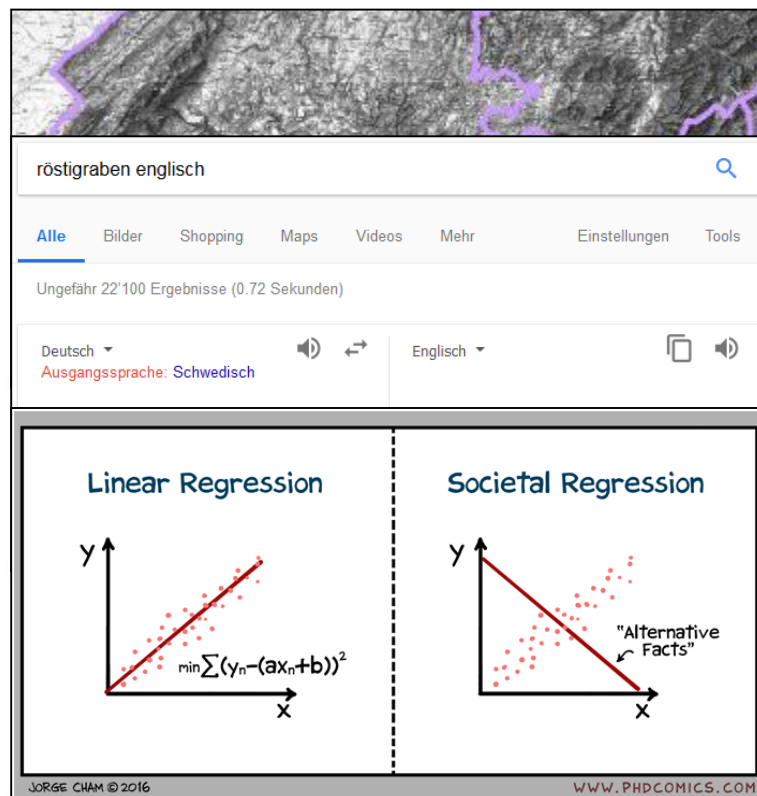 röstigraben englisch
Alle Bilder Shopping Maps Videos Mehr Einstellungen Tools
Ungefähr 22'100 Ergebnisse (0.72 Sekunden)
Deutsch Englisch
Ausgangssprache: Schwedisch
Linear Regression Societal Regression
y y
"Alternative
Facts"
min∑(yₙ-(axₙ+b))²
x x
JORGE CHAM © 2016 WWW.PHDCOMICS.COM